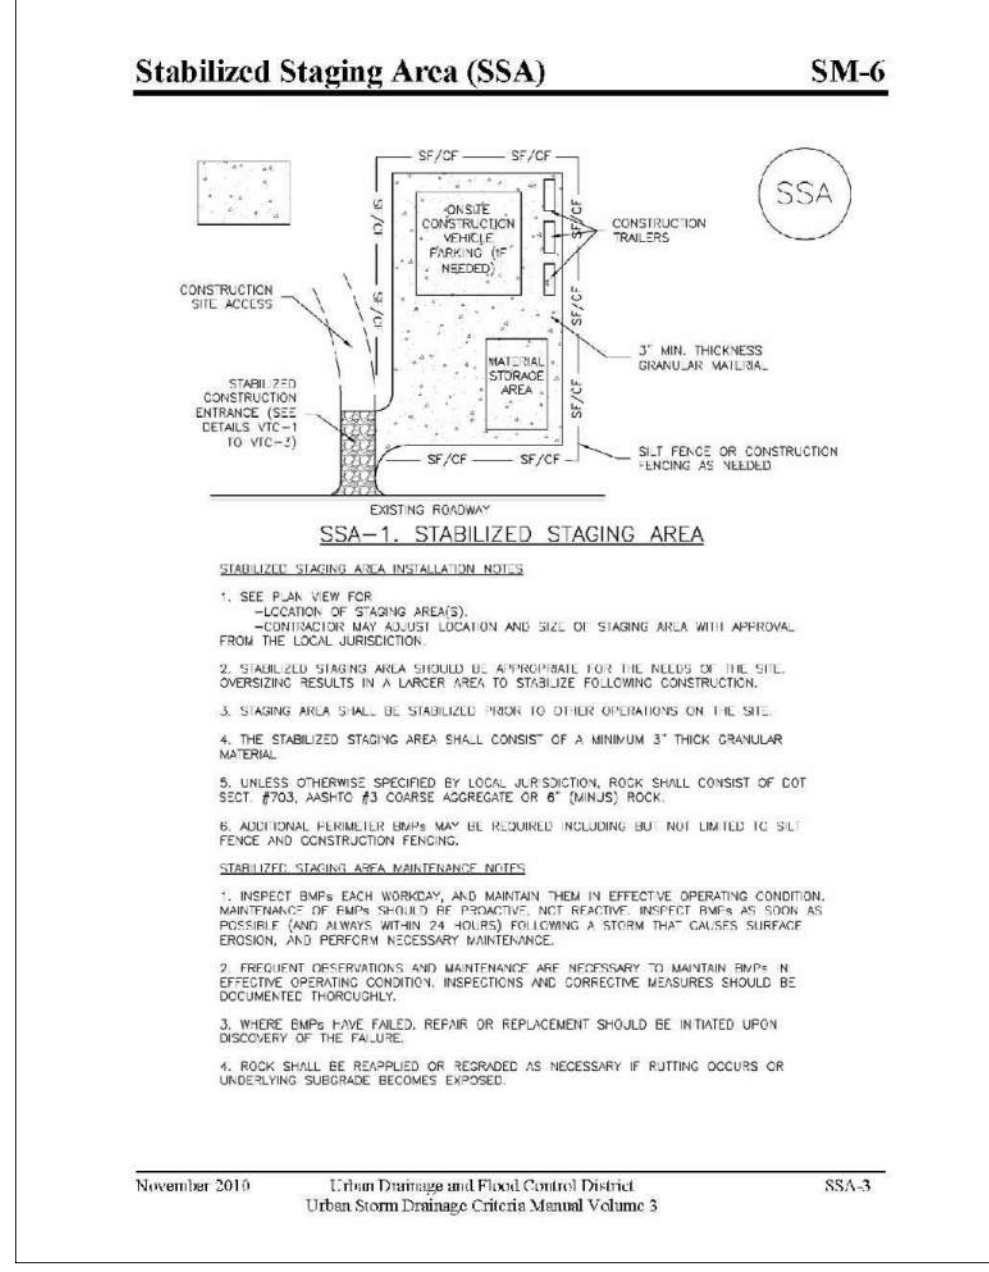 Stabilized Staging Area (SSA) SM-6
SF/CF SF/CF
SSA
SF/CF
SF/CF
ONSITE
CONSTRUCTION
VEHICLE
PARKING (IF
NEEDED)
CONSTRUCTION
TRAILERS
CONSTRUCTION
SITE ACCESS
SF/CF
SF/CF
3" MIN. THICKNESS
GRANULAR MATERIAL
MATERIAL
STORAGE
AREA
STABILIZED
CONSTRUCTION
ENTRANCE (SEE
DETAILS VTC-1
TO VTC-3)
SF/CF
SF/CF SF/CF
SILT FENCE OR CONSTRUCTION
FENCING AS NEEDED
EXISTING ROADWAY
SSA-1. STABILIZED STAGING AREA
STABILIZED STAGING AREA INSTALLATION NOTES
1. SEE PLAN VIEW FOR
-LOCATION OF STAGING AREA(S).
-CONTRACTOR MAY ADJUST LOCATION AND SIZE OF STAGING AREA WITH APPROVAL
FROM THE LOCAL JURISDICTION.
2. STABILIZED STAGING AREA SHOULD BE APPROPRIATE FOR THE NEEDS OF THE SITE.
OVERSIZING RESULTS IN A LARGER AREA TO STABILIZE FOLLOWING CONSTRUCTION.
3. STAGING AREA SHALL BE STABILIZED PRIOR TO OTHER OPERATIONS ON THE SITE.
4. THE STABILIZED STAGING AREA SHALL CONSIST OF A MINIMUM 3" THICK GRANULAR
MATERIAL
5. UNLESS OTHERWISE SPECIFIED BY LOCAL JURISDICTION, ROCK SHALL CONSIST OF DOT
SECT. #703, AASHTO #3 COARSE AGGREGATE OR 6" (MINUS) ROCK.
6. ADDITIONAL PERIMETER BMPs MAY BE REQUIRED INCLUDING BUT NOT LIMITED TO SILT
FENCE AND CONSTRUCTION FENCING.
STABILIZED STAGING AREA MAINTENANCE NOTES
1. INSPECT BMPs EACH WORKDAY, AND MAINTAIN THEM IN EFFECTIVE OPERATING CONDITION.
MAINTENANCE OF BMPs SHOULD BE PROACTIVE, NOT REACTIVE. INSPECT BMPs AS SOON AS
POSSIBLE (AND ALWAYS WITHIN 24 HOURS) FOLLOWING A STORM THAT CAUSES SURFACE
EROSION, AND PERFORM NECESSARY MAINTENANCE.
2. FREQUENT OBSERVATIONS AND MAINTENANCE ARE NECESSARY TO MAINTAIN BMPs IN
EFFECTIVE OPERATING CONDITION. INSPECTIONS AND CORRECTIVE MEASURES SHOULD BE
DOCUMENTED THOROUGHLY.
3. WHERE BMPs HAVE FAILED, REPAIR OR REPLACEMENT SHOULD BE INITIATED UPON
DISCOVERY OF THE FAILURE.
4. ROCK SHALL BE REAPPLIED OR REGRADED AS NECESSARY IF RUTTING OCCURS OR
UNDERLYING SUBGRADE BECOMES EXPOSED.
November 2010 Urban Drainage and Flood Control District SSA-3
Urban Storm Drainage Criteria Manual Volume 3